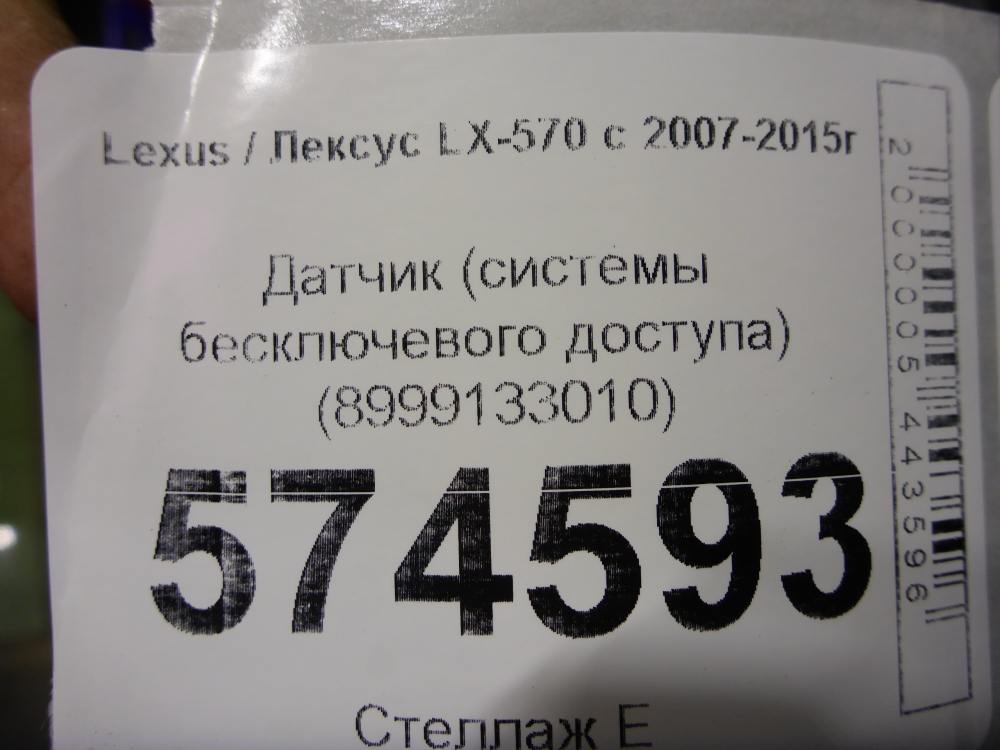 Lexus / Лексус LX-570 с 2007-2015г
Датчик (системы
бесключевого доступа)
(8999133010)
574593
Стеллаж Е
2000005443596